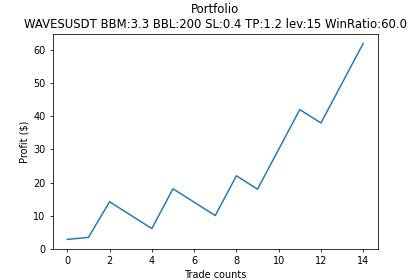 Portfolio
WAVESUSDT BBM:3.3 BBL:200 SL:0.4 TP:1.2 lev:15 WinRatio:60.0
Profit ($)
60
50
40
30
20
10
0
0 2 4 6 8 10 12 14
Trade counts